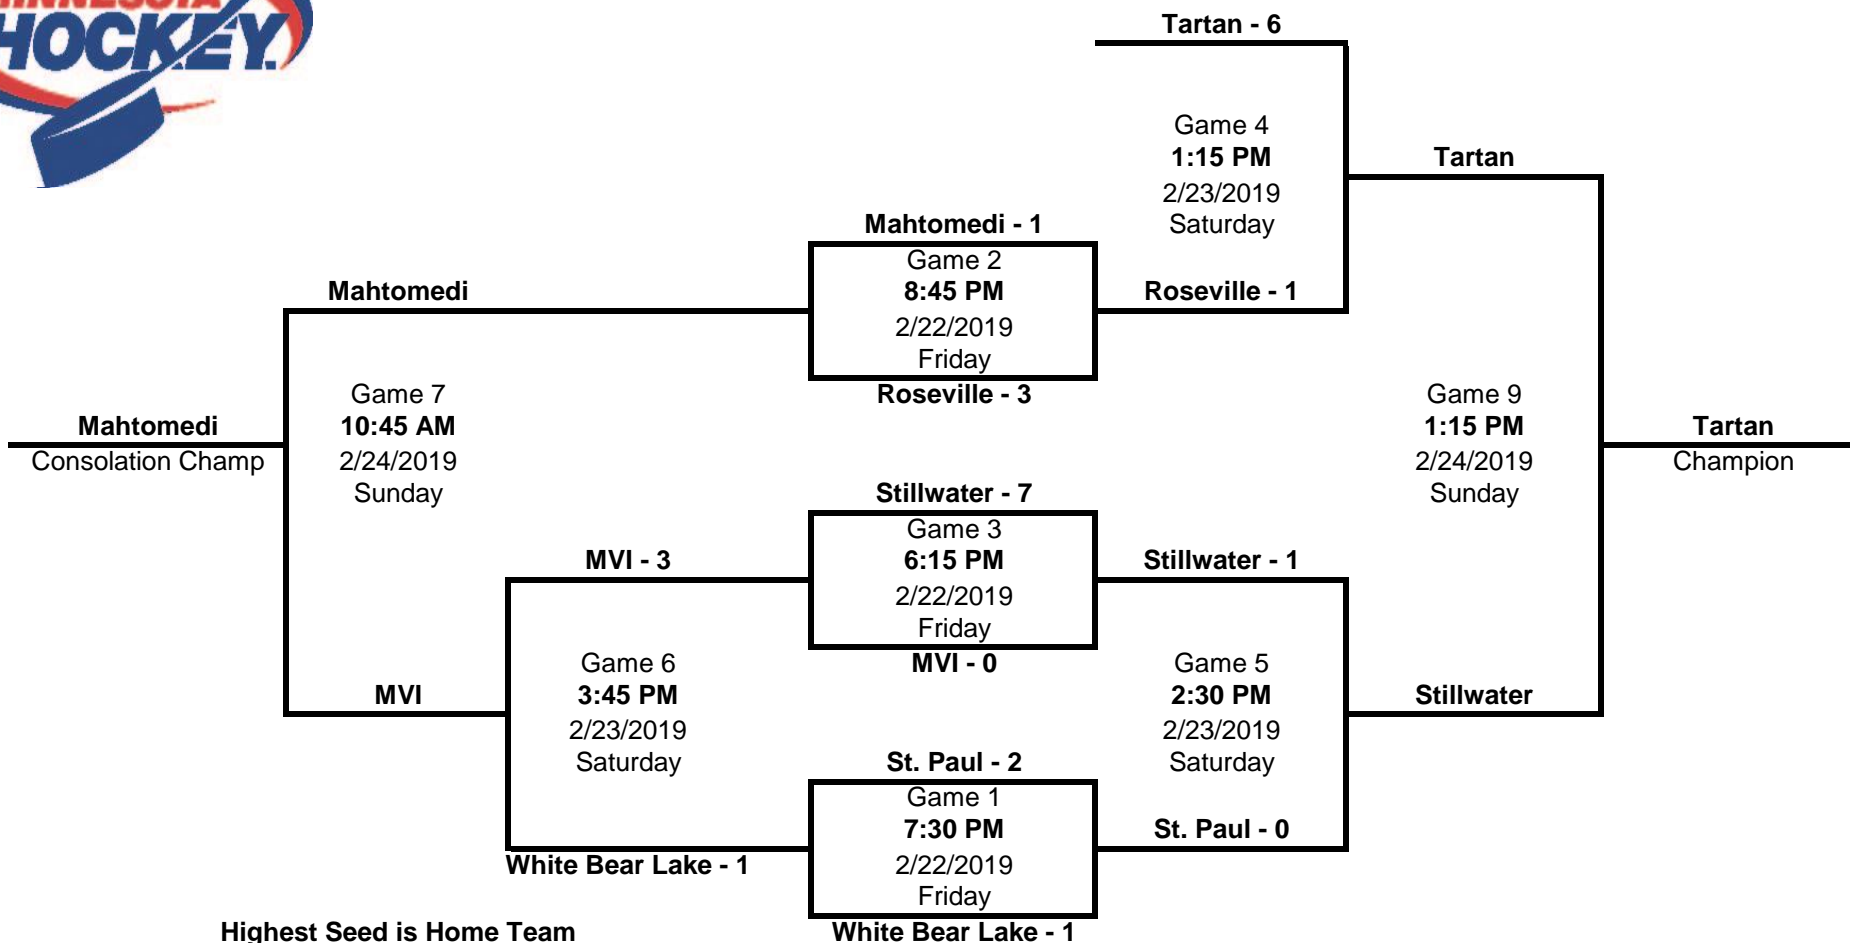 MINNESOTA
HOCKEY.
Tartan - 6
Game 4
1:15 PM
2/23/2019
Saturday
Tartan
Mahtomedi - 1
Game 2
8:45 PM
2/22/2019
Friday
Roseville - 3
Mahtomedi
Roseville - 1
Game 7
10:45 AM
2/24/2019
Sunday
Mahtomedi
Consolation Champ
Game 9
1:15 PM
2/24/2019
Sunday
Tartan
Champion
Stillwater - 7
Game 3
6:15 PM
2/22/2019
Friday
MVI - 0
MVI - 3
Stillwater - 1
Game 6
3:45 PM
2/23/2019
Saturday
MVI
Game 5
2:30 PM
2/23/2019
Saturday
Stillwater
St. Paul - 2
Game 1
7:30 PM
2/22/2019
Friday
White Bear Lake - 1
St. Paul - 0
White Bear Lake - 1
Highest Seed is Home Team